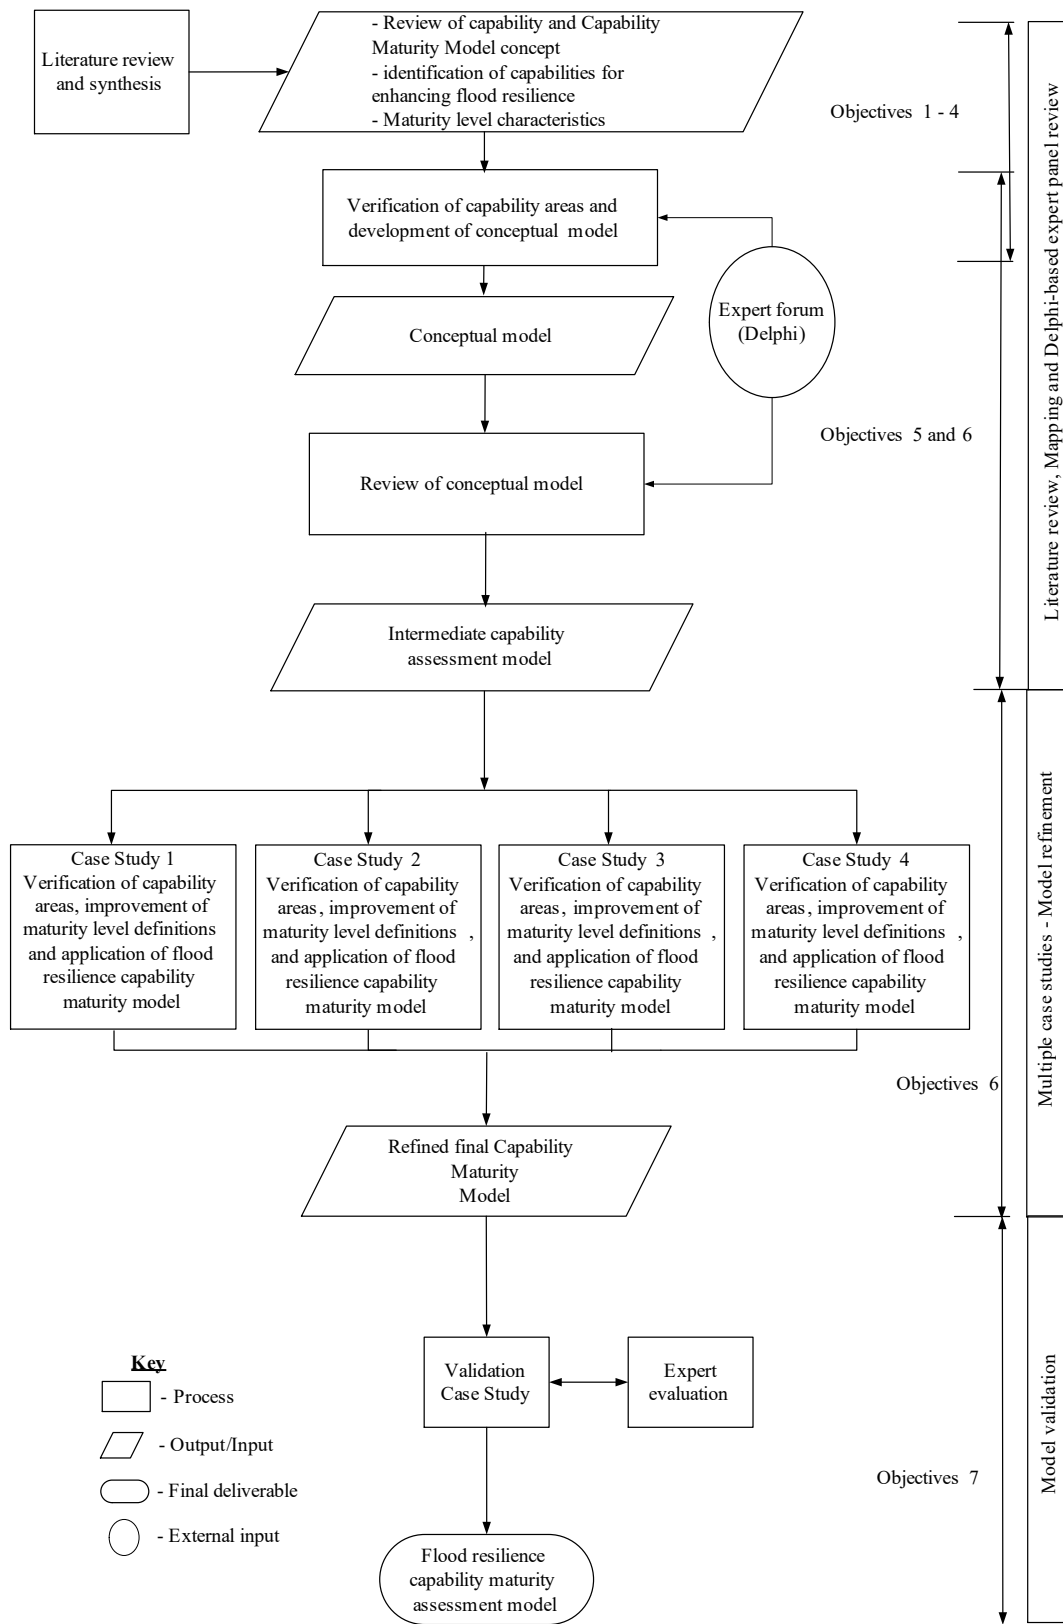 Literature review
and synthesis
- Review of capability and Capability
Maturity Model concept
- identification of capabilities for
enhancing flood resilience
- Maturity level characteristics
Objectives 1 - 4
Verification of capability areas and
development of conceptual model
Expert forum
(Delphi)
Conceptual model
Objectives 5 and 6
Review of conceptual model
Intermediate capability
assessment model
Literature review, Mapping and Delphi-based expert panel review
Case Study 1
Verification of capability
areas, improvement of
maturity level definitions
and application of flood
resilience capability
maturity model
Case Study 2
Verification of capability
areas, improvement of
maturity level definitions ,
and application of flood
resilience capability
maturity model
Case Study 3
Verification of capability
areas, improvement of
maturity level definitions ,
and application of flood
resilience capability
maturity model
Case Study 4
Verification of capability
areas, improvement of
maturity level definitions ,
and application of flood
resilience capability
maturity model
Objectives 6
Multiple case studies - Model refinement
Refined final Capability
Maturity
Model
Validation
Case Study
Expert
evaluation
Objectives 7
Model validation
Key
- Process
- Output/Input
- Final deliverable
- External input
Flood resilience
capability maturity
assessment model